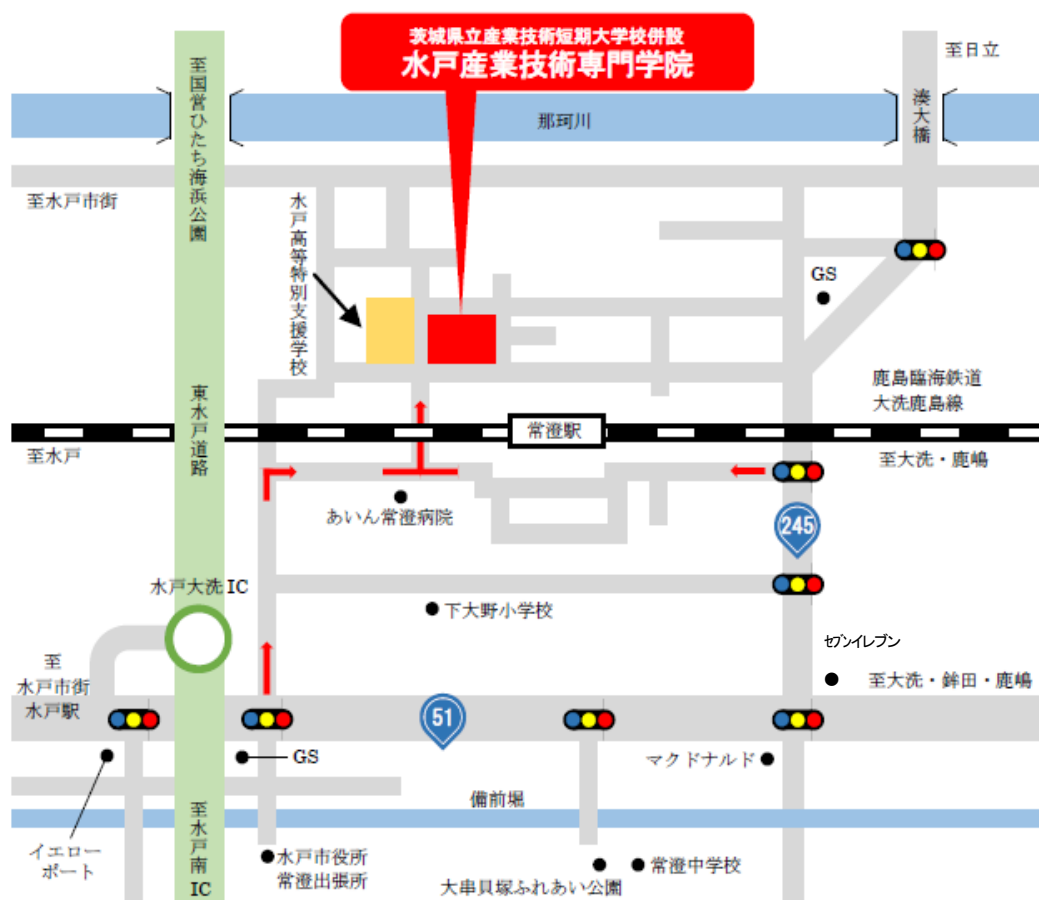 茨城県立産業技術短期大学校併設
水戸産業技術専門学院
至日立
至国営ひたち海浜公園
那珂川
湊大橋
至水戸市街
水戸高等特別支援学校
GS
東水戸道路
鹿島臨海鉄道
大洗鹿島線
常澄駅
至水戸
至大洗・鹿嶋
あいん常澄病院
245
水戸大洗IC
下大野小学校
セブンイレブン
至
水戸市街
水戸駅
至大洗・鉾田・鹿嶋
51
GS
マクドナルド
備前堀
至水戸南IC
イエロー
ポート
水戸市役所
常澄出張所
常澄中学校
大串貝塚ふれあい公園